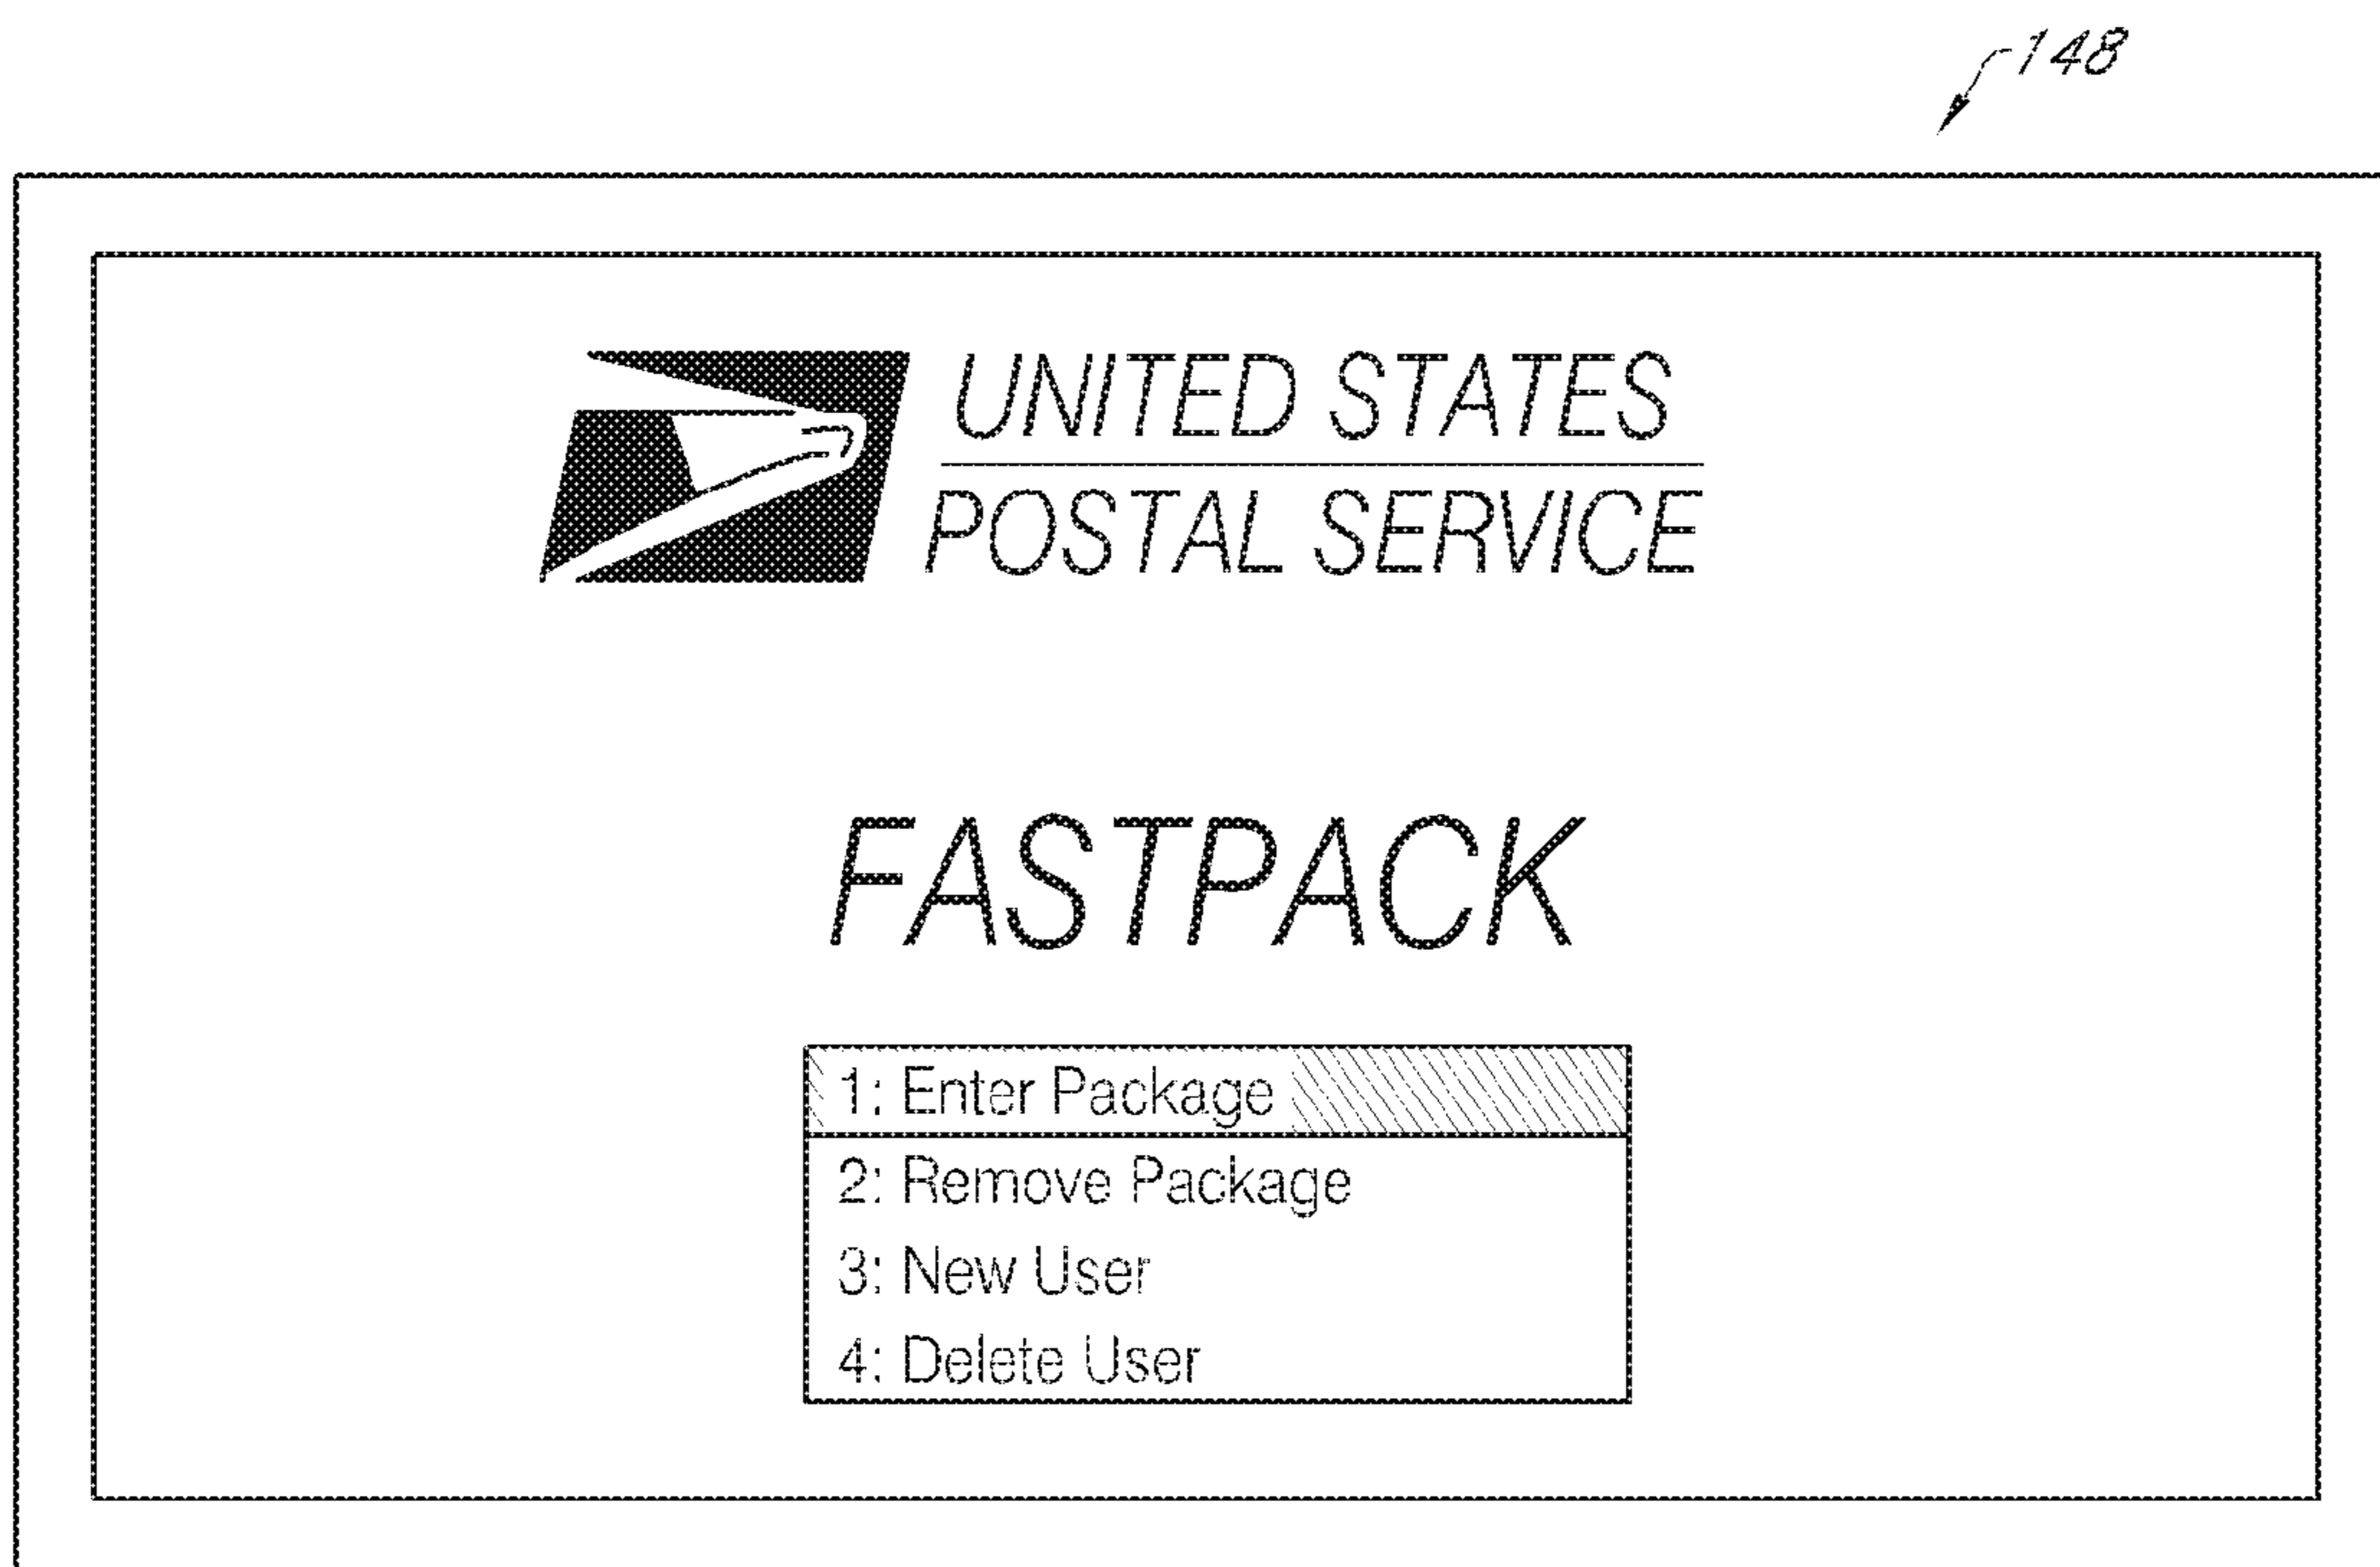 148
UNITED STATES
POSTAL SERVICE
FASTPACK
1: Enter Package
2: Remove Package
3: New User
4: Delete User